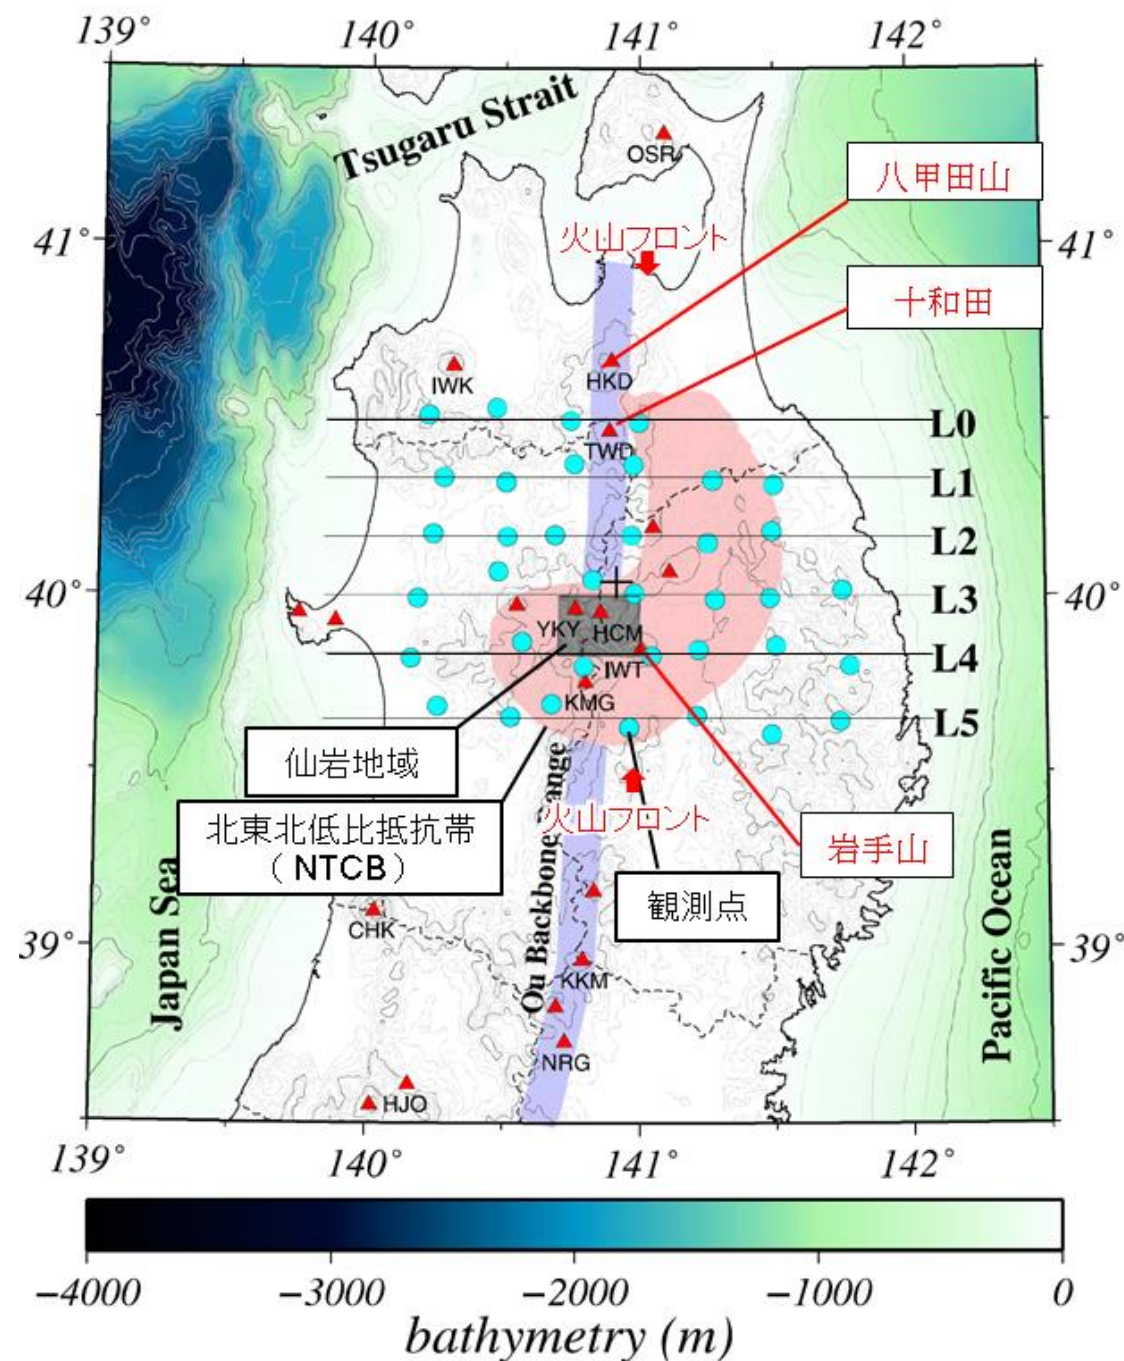 139°
140°
141°
142°
Tsugaru Strait
OSR
八甲田山
41°
火山フロント
41°
十和田
IWK
HKD
L0
TWD
L1
L2
40°
L3
40°
YKY
HCM
L4
IWT
KMG
L5
仙岩地域
北東北低比抵抗帯
（NTCB）
火山フロント
岩手山
観測点
Japan Sea
Ou Backbone Range
Pacific Ocean
CHK
39°
39°
KKM
NRG
HJO
139°
140°
141°
142°
−4000
−3000
−2000
−1000
0
bathymetry (m)